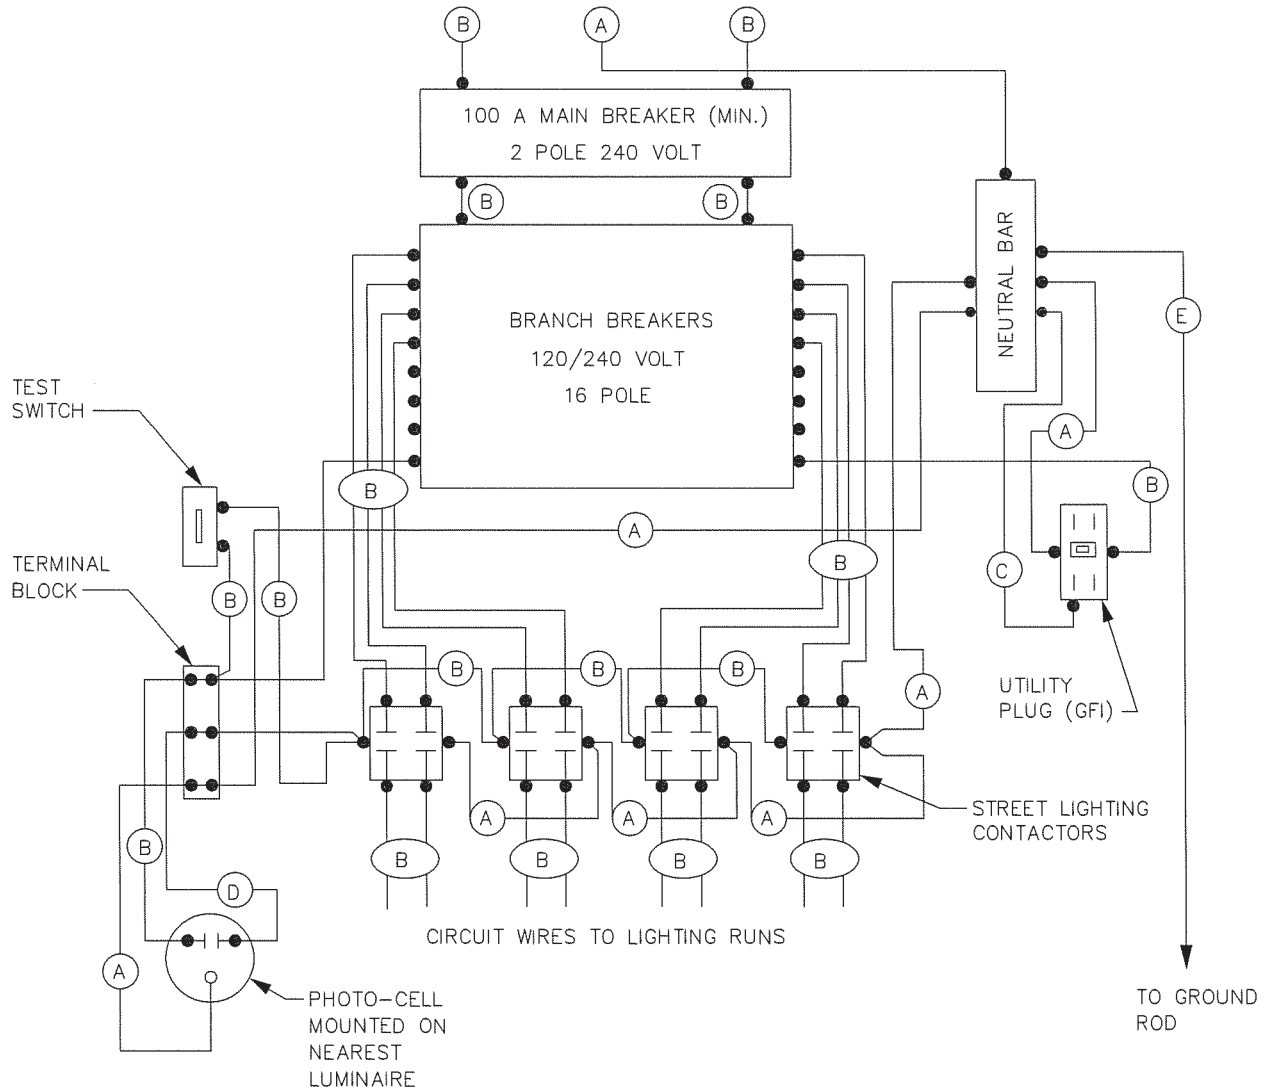 B
A
B
100 A MAIN BREAKER (MIN.)
2 POLE 240 VOLT
B
B
NEUTRAL BAR
BRANCH BREAKERS
120/240 VOLT
16 POLE
E
TEST
SWITCH
A
B
B
A
B
TERMINAL
BLOCK
B
B
C
B
B
B
A
UTILITY
PLUG (GFI)
A
A
A
STREET LIGHTING
CONTACTORS
B
B
B
B
B
D
CIRCUIT WIRES TO LIGHTING RUNS
A
PHOTO-CELL
MOUNTED ON
NEAREST
LUMINAIRE
TO GROUND
ROD